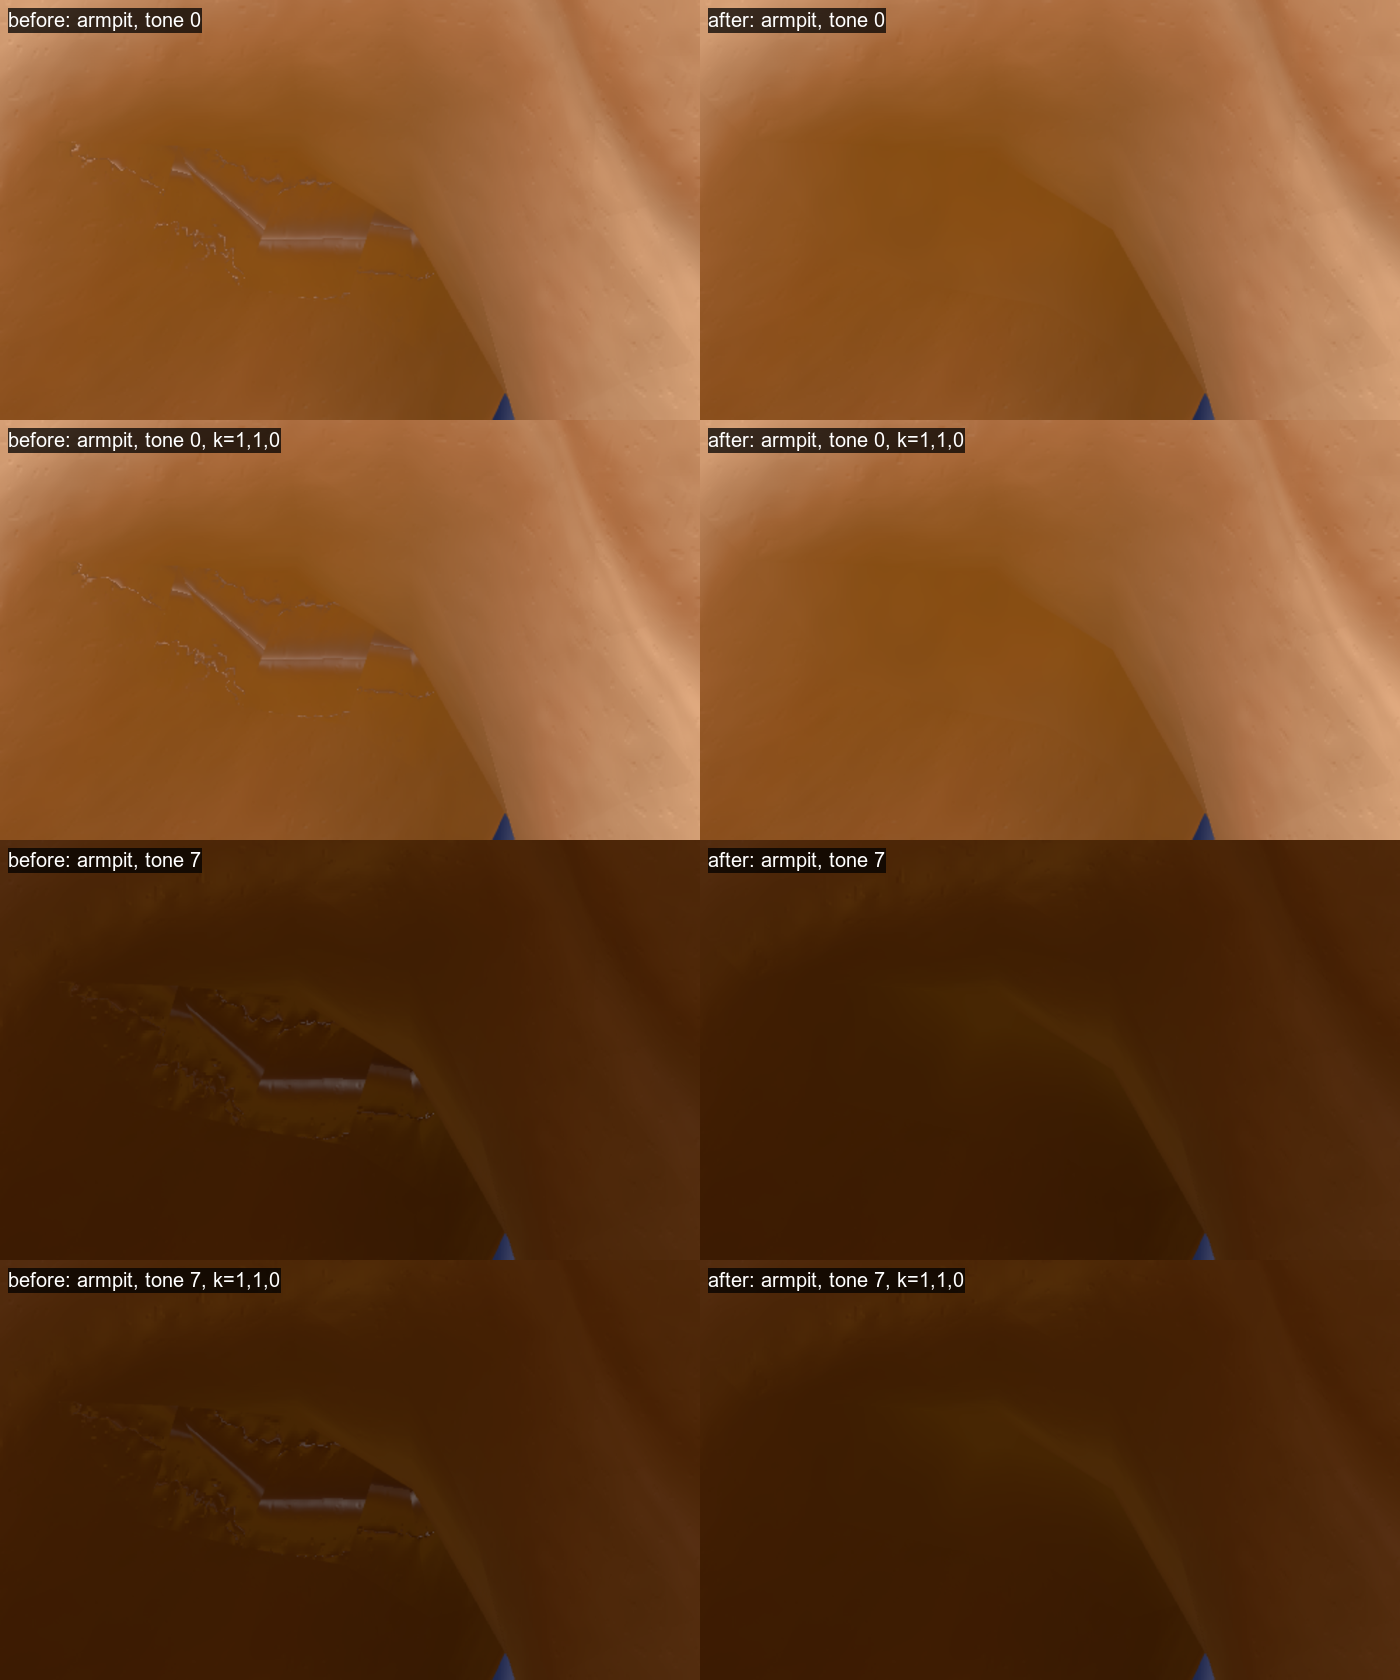 before: armpit, tone 0
after: armpit, tone 0
before: armpit, tone 0, k=1,1,0
after: armpit, tone 0, k=1,1,0
before: armpit, tone 7
after: armpit, tone 7
before: armpit, tone 7, k=1,1,0
after: armpit, tone 7, k=1,1,0